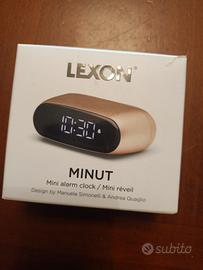 LEXON®
10:30
MINUT
Mini alarm clock / Mini réveil
Design by Manuela Simonelli & Andrea Quaglio
subito